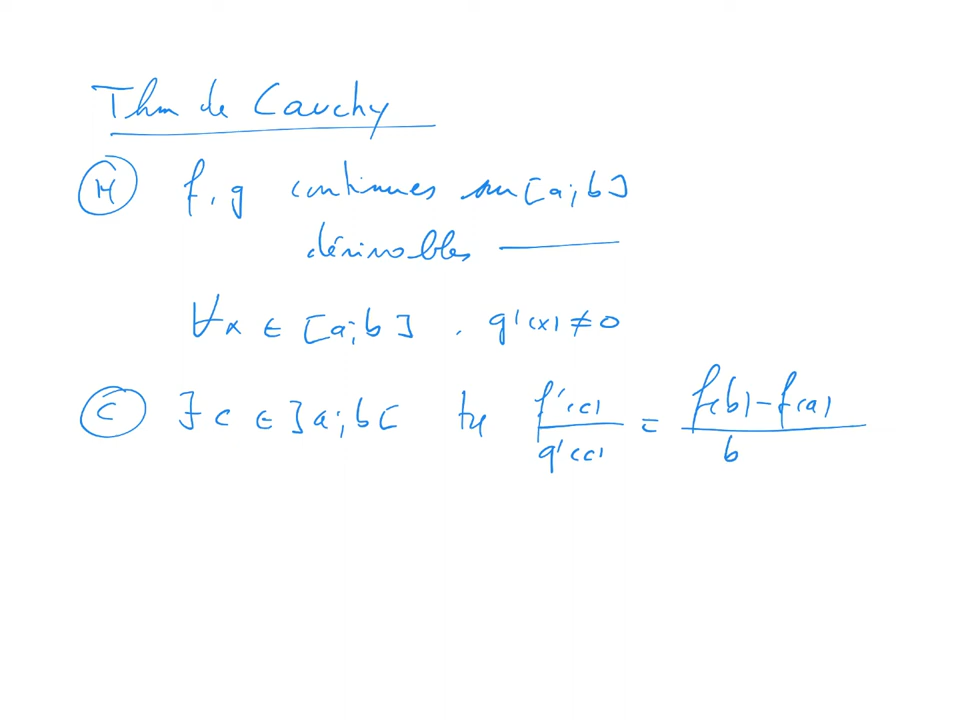 Thm de Cauchy
(H) f, g continues sur [a;b]
dérivables ———
∀x ∈ [a;b] , g'(x) ≠ 0
(C) ∃ c ∈ ]a;b[ tq f'(c)/g'(c) = f(b) - f(a)/b